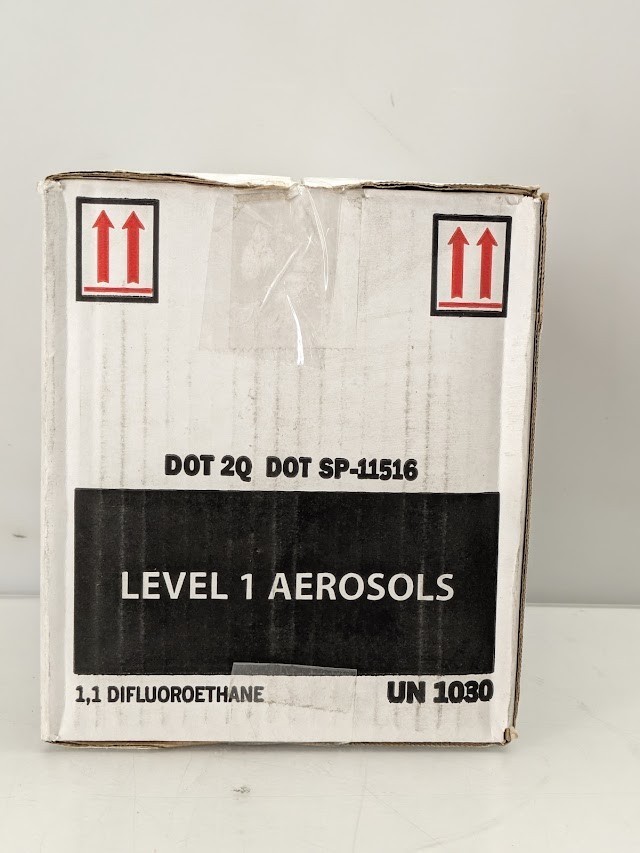 DOT 2Q DOT SP-11516
LEVEL 1 AEROSOLS
1,1 DIFLUOROETHANE UN 1030